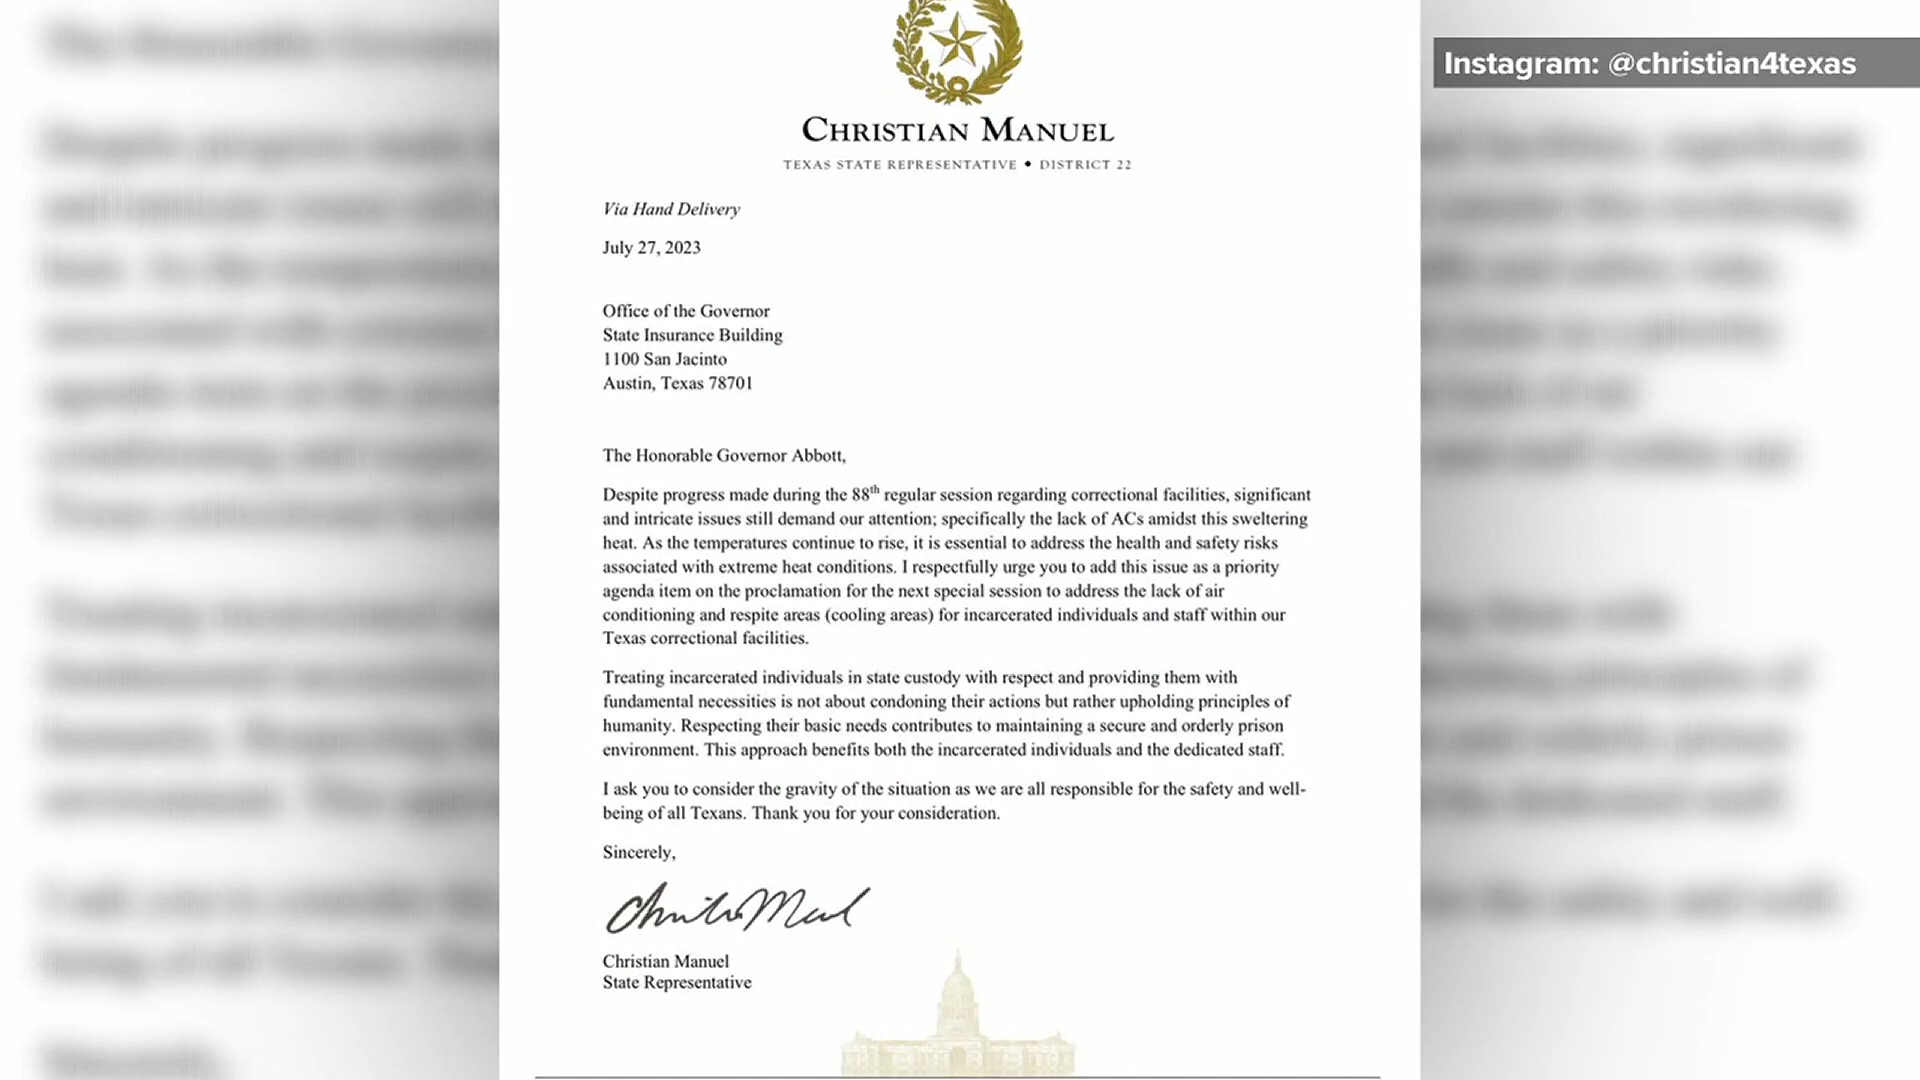 Instagram: @christian4texas
CHRISTIAN MANUEL
TEXAS STATE REPRESENTATIVE • DISTRICT 22
Via Hand Delivery
July 27, 2023
Office of the Governor
State Insurance Building
1100 San Jacinto
Austin, Texas 78701
The Honorable Governor Abbott,
Despite progress made during the 88th regular session regarding correctional facilities, significant
and intricate issues still demand our attention; specifically the lack of ACs amidst this sweltering
heat. As the temperatures continue to rise, it is essential to address the health and safety risks
associated with extreme heat conditions. I respectfully urge you to add this issue as a priority
agenda item on the proclamation for the next special session to address the lack of air
conditioning and respite areas (cooling areas) for incarcerated individuals and staff within our
Texas correctional facilities.
Treating incarcerated individuals in state custody with respect and providing them with
fundamental necessities is not about condoning their actions but rather upholding principles of
humanity. Respecting their basic needs contributes to maintaining a secure and orderly prison
environment. This approach benefits both the incarcerated individuals and the dedicated staff.
I ask you to consider the gravity of the situation as we are all responsible for the safety and well-
being of all Texans. Thank you for your consideration.
Sincerely,
Christian Manuel
State Representative